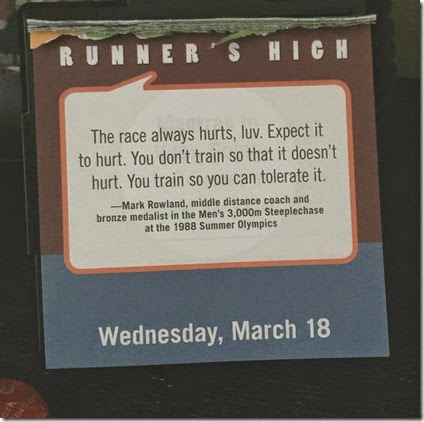 RUNNER'S HIGH
The race always hurts, luv. Expect it
to hurt. You don't train so that it doesn't
hurt. You train so you can tolerate it.
—Mark Rowland, middle distance coach and
bronze medalist in the Men's 3,000m Steeplechase
at the 1988 Summer Olympics
Wednesday, March 18